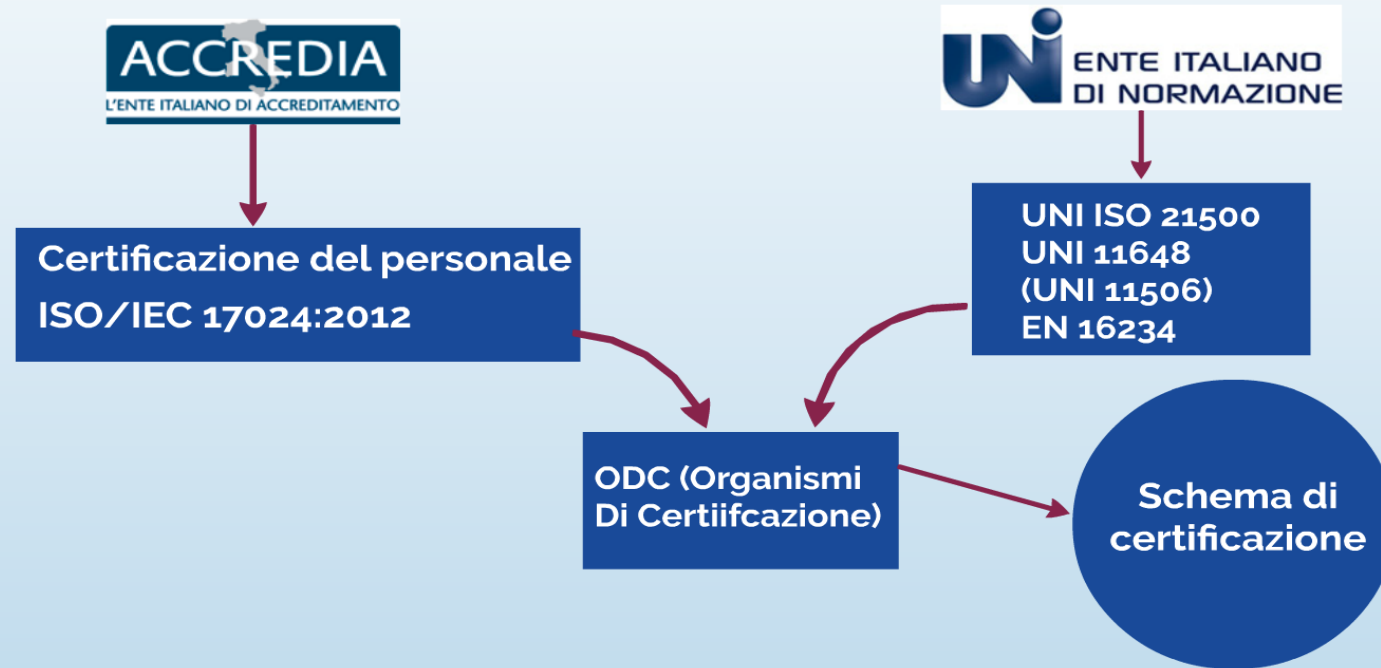 ACCREDIA
L'ENTE ITALIANO DI ACCREDITAMENTO
UNI ENTE ITALIANO
DI NORMAZIONE
Certificazione del personale
ISO/IEC 17024:2012
UNI ISO 21500
UNI 11648
(UNI 11506)
EN 16234
ODC (Organismi
Di Certiifcazione)
Schema di
certificazione